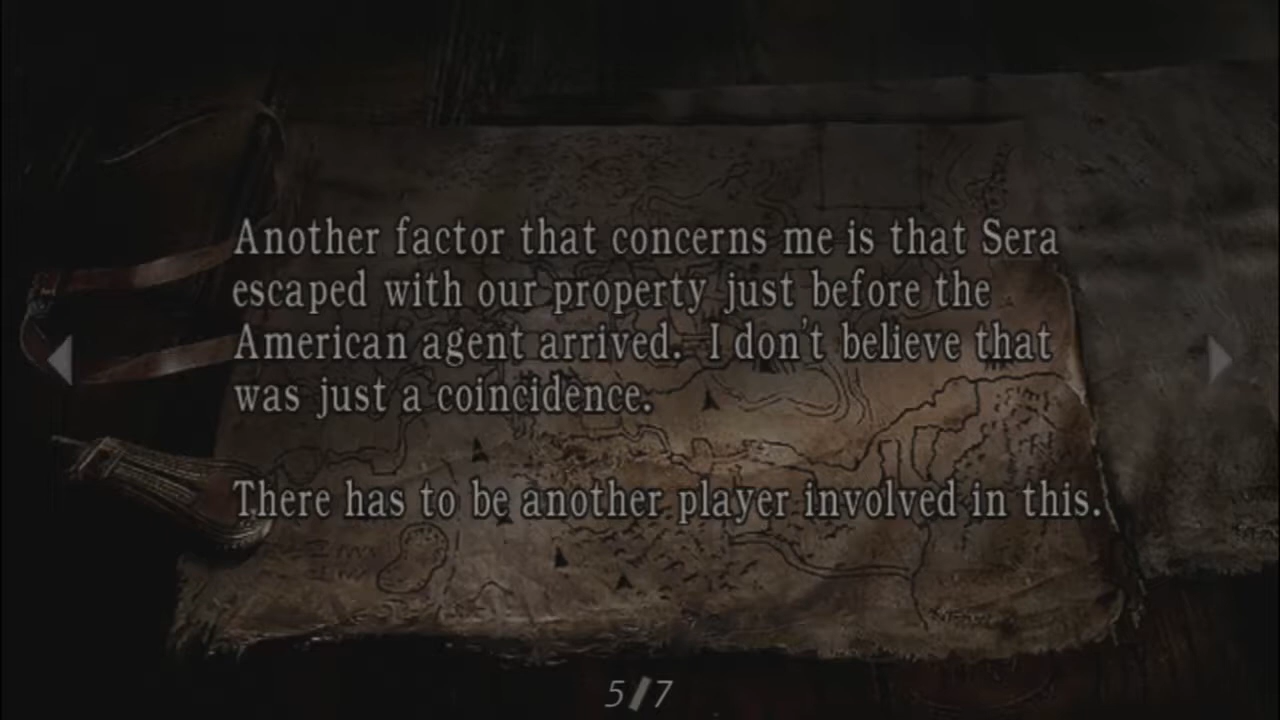 Another factor that concerns me is that Sera
escaped with our property just before the
American agent arrived. I don't believe that
was just a coincidence.
There has to be another player involved in this.
5/7